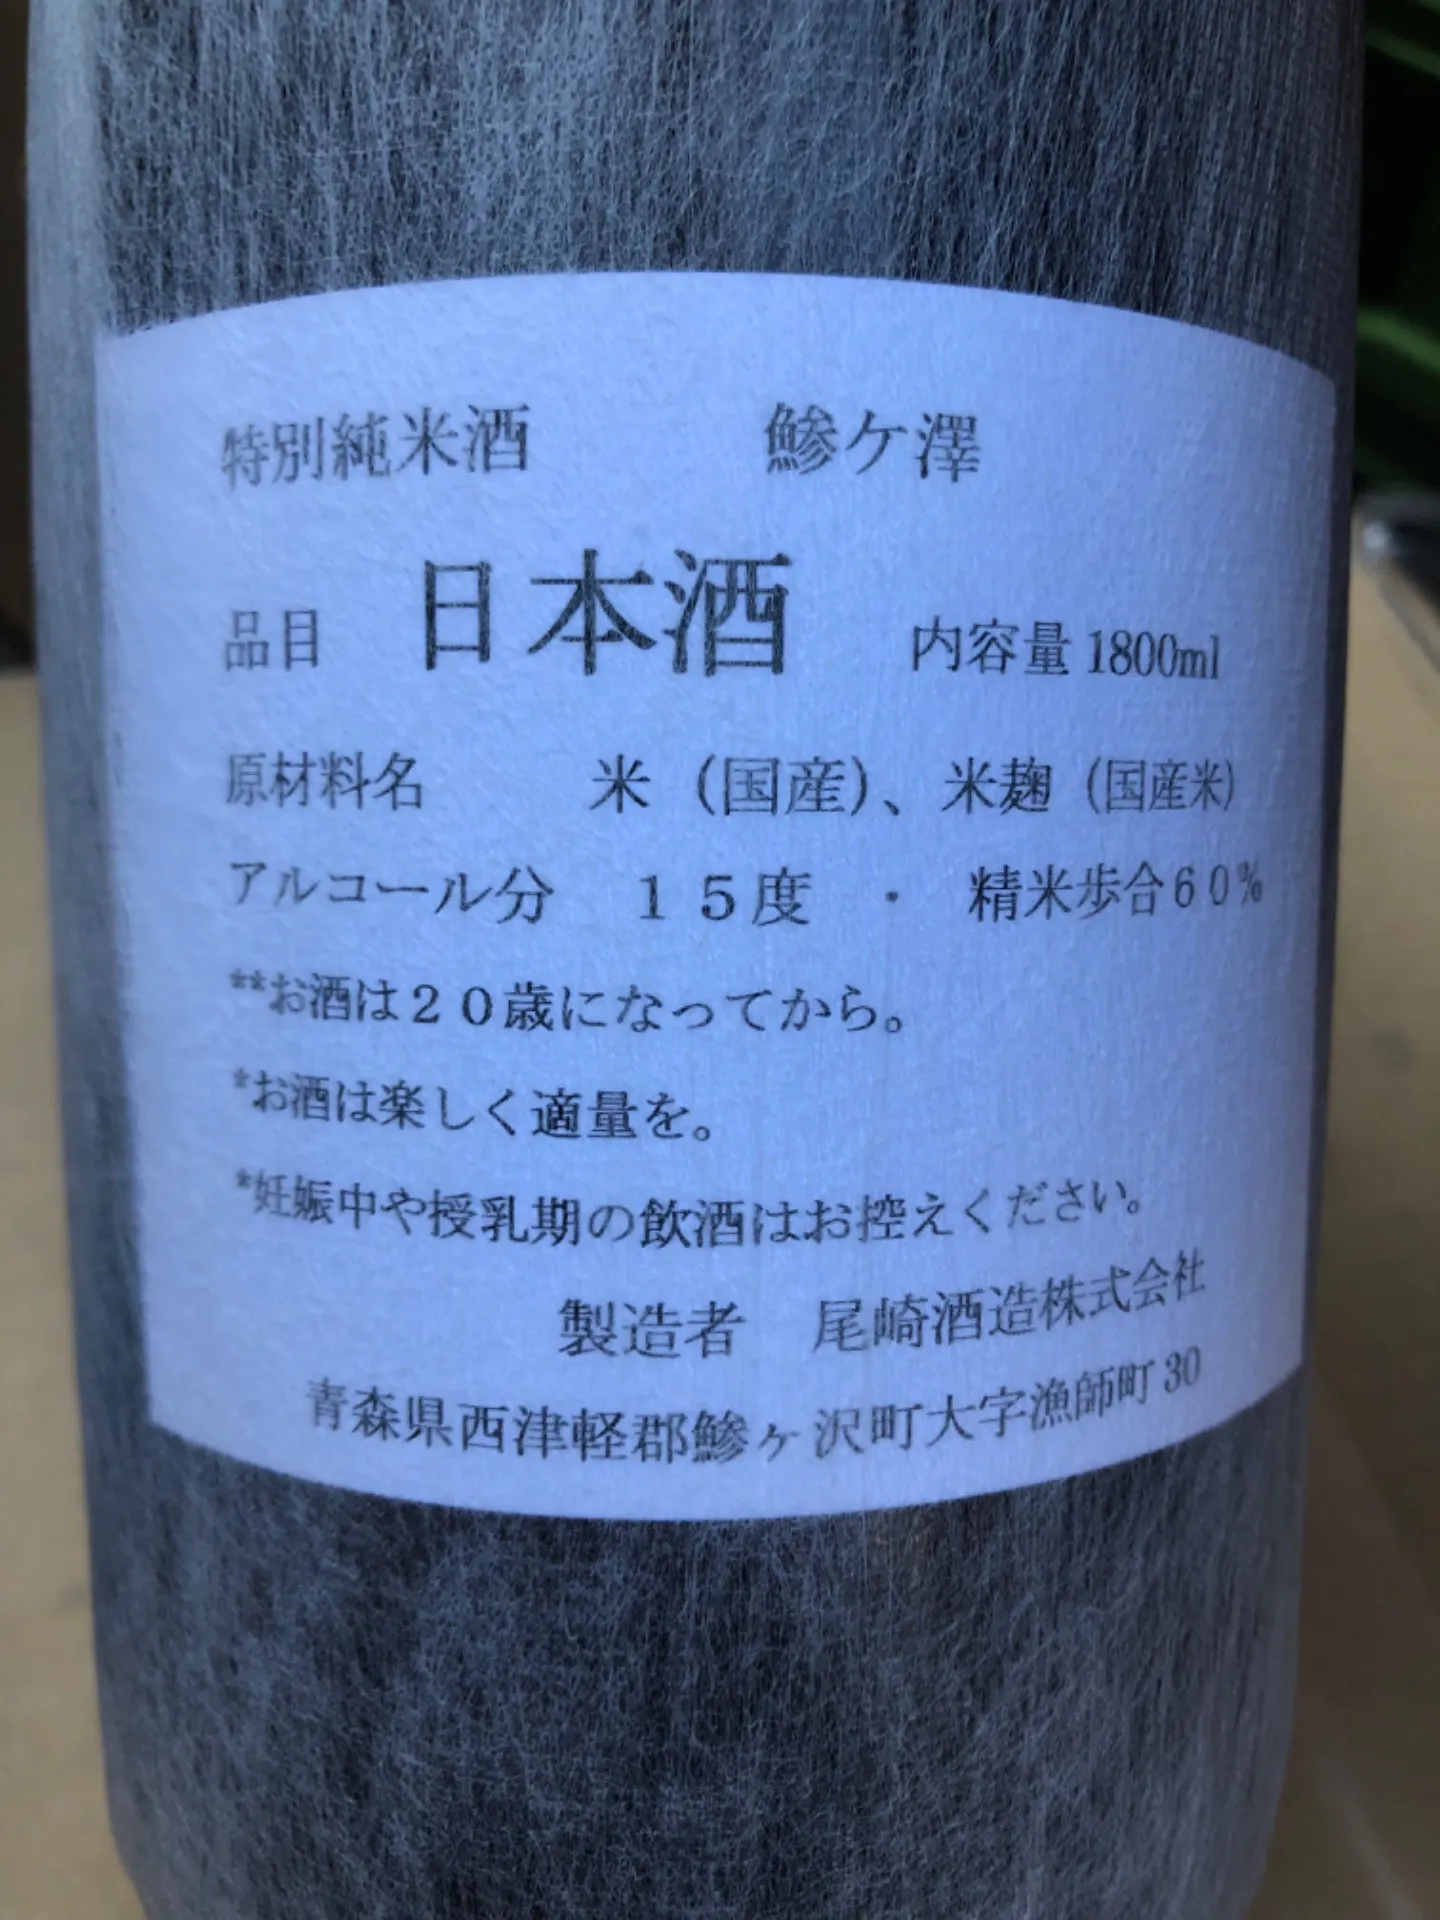 特別純米酒　鰺ケ澤
品目　日本酒　内容量 1800ml
原材料名　米（国産）、米麹（国産米）
アルコール分　１５度　・　精米歩合６０％
**お酒は２０歳になってから。
*お酒は楽しく適量を。
*妊娠中や授乳期の飲酒はお控えください。
製造者　尾崎酒造株式会社
青森県西津軽郡鰺ヶ沢町大字漁師町 30